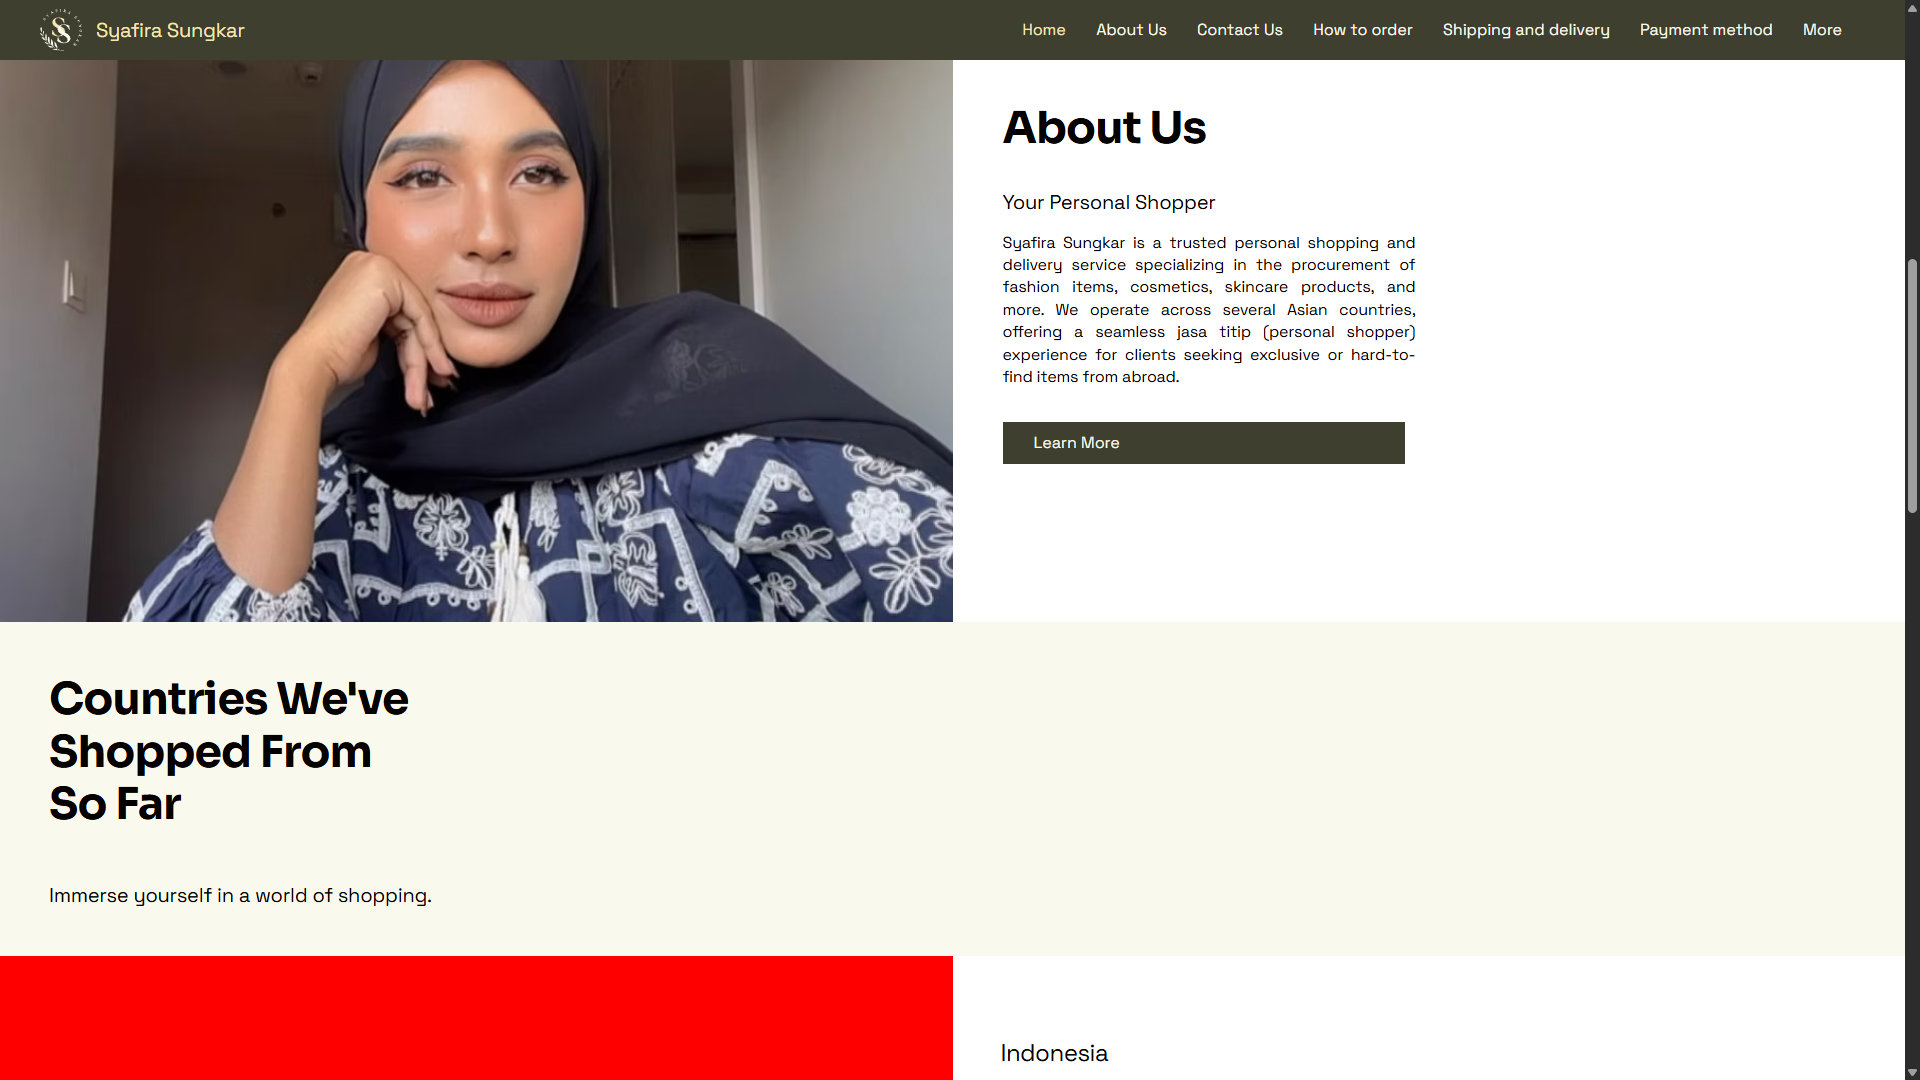 Syafira Sungkar
Home
About Us
Contact Us
How to order
Shipping and delivery
Payment method
More
About Us
Your Personal Shopper
Syafira Sungkar is a trusted personal shopping and
delivery service specializing in the procurement of
fashion items, cosmetics, skincare products, and
more. We operate across several Asian countries,
offering a seamless jasa titip (personal shopper)
experience for clients seeking exclusive or hard-to-
find items from abroad.
Learn More
Countries We've
Shopped From
So Far
Immerse yourself in a world of shopping.
Indonesia